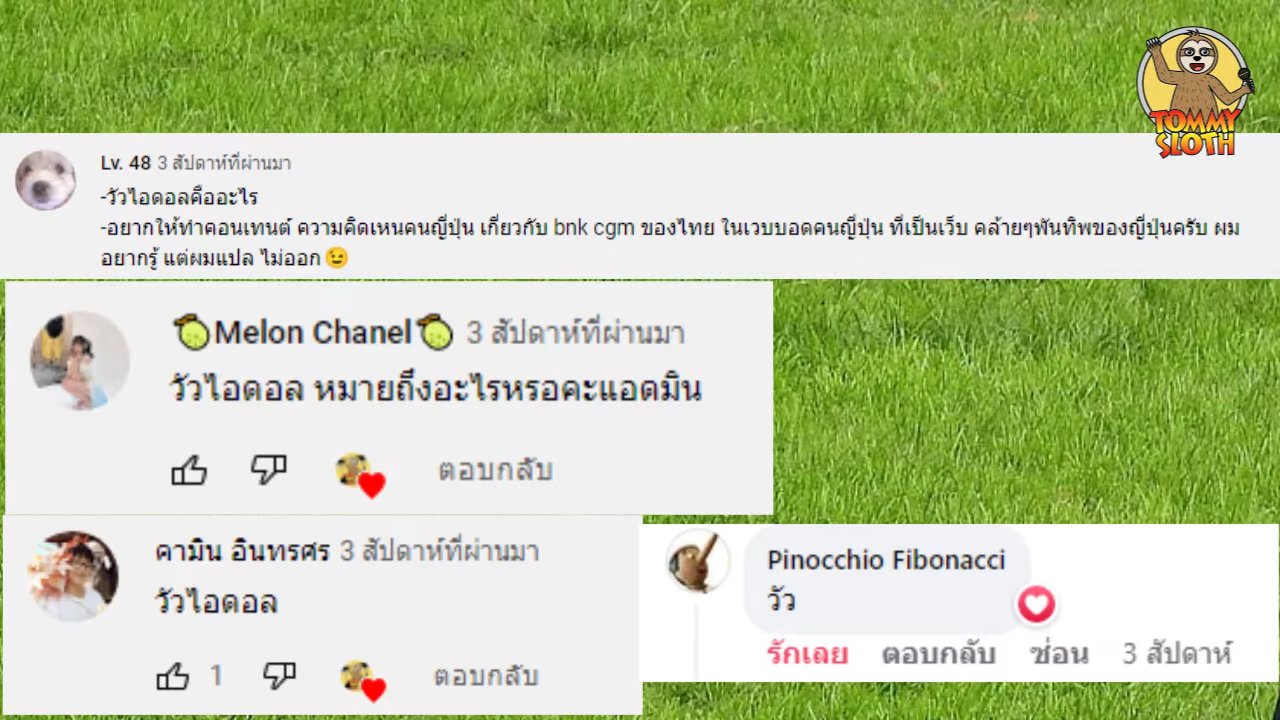 TOMMY
SLOTH
Lv. 48 3 สัปดาห์ที่ผ่านมา
-วัวไอดอลคืออะไร
-อยากให้ทำคอนเทนต์ ความคิดเหนคนญี่ปุ่น เกี่ยวกับ bnk cgm ของไทย ในเวบบอดคนญี่ปุ่น ที่เป็นเว็บ คล้ายๆพันทิพของญี่ปุ่นครับ ผม
อยากรู้ แต่ผมแปล ไม่ออก😉
Melon Chanel 3 สัปดาห์ที่ผ่านมา
วัวไอดอล หมายถึงอะไรหรอคะแอดมิน
ตอบกลับ
คามิน อินทรศร 3 สัปดาห์ที่ผ่านมา
วัวไอดอล
1 ตอบกลับ
Pinocchio Fibonacci
วัว
รักเลย ตอบกลับ ซ่อน 3 สัปดาห์